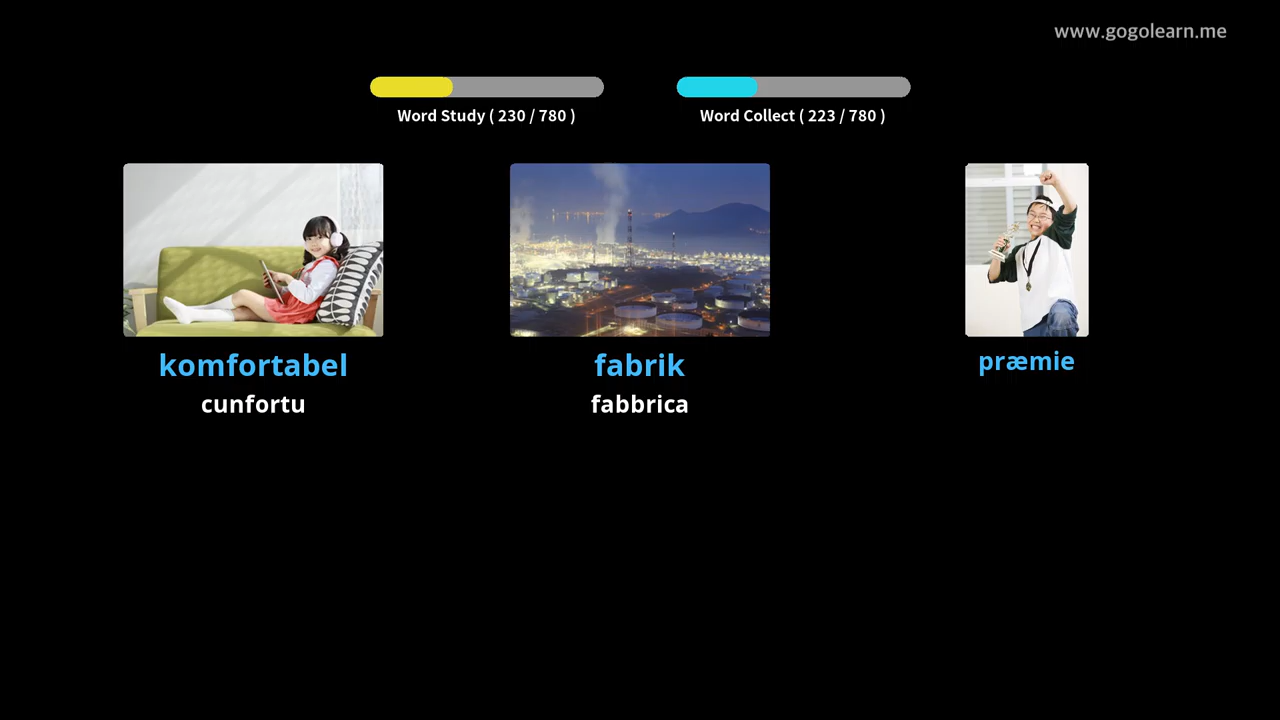 www.gogolearn.me
Word Study ( 230 / 780 )
Word Collect ( 223 / 780 )
komfortabel
cunfortu
fabrik
fabbrica
præmie